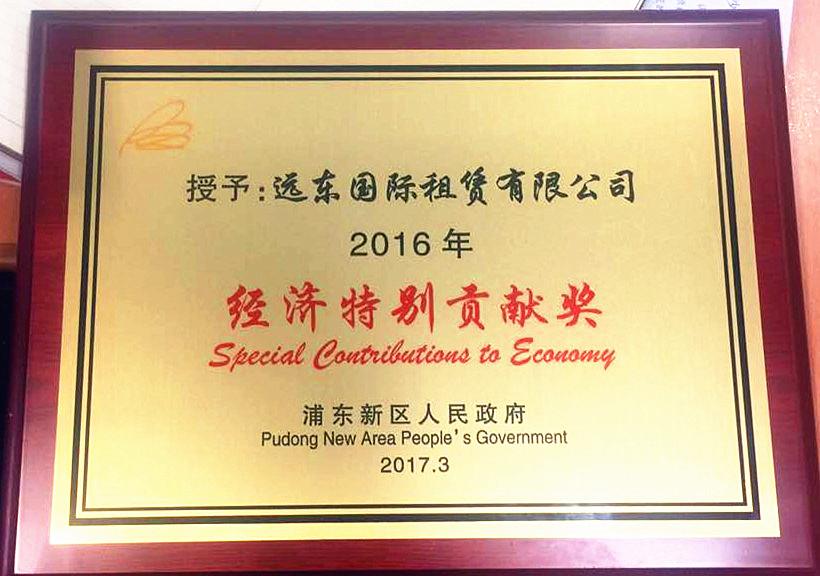 授予:远东国际租赁有限公司
2016年
经济特别贡献奖
Special Contributions to Economy
浦东新区人民政府
Pudong New Area People's Government
2017.3